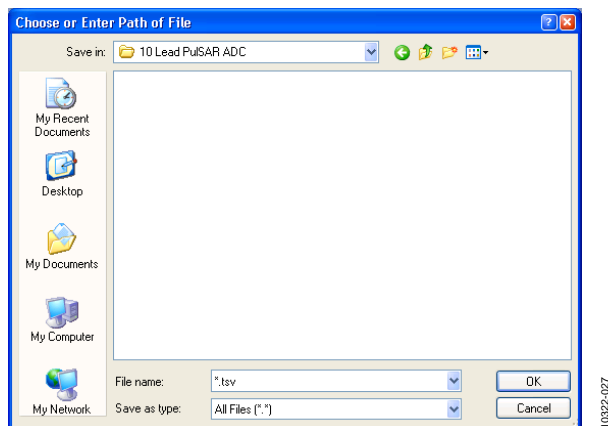 Choose or Enter Path of File
Save in: 10 Lead PulSAR ADC
My Recent
Documents
Desktop
My Documents
My Computer
My Network
File name: *.tsv OK
Save as type: All Files (*.*) Cancel
10322-027